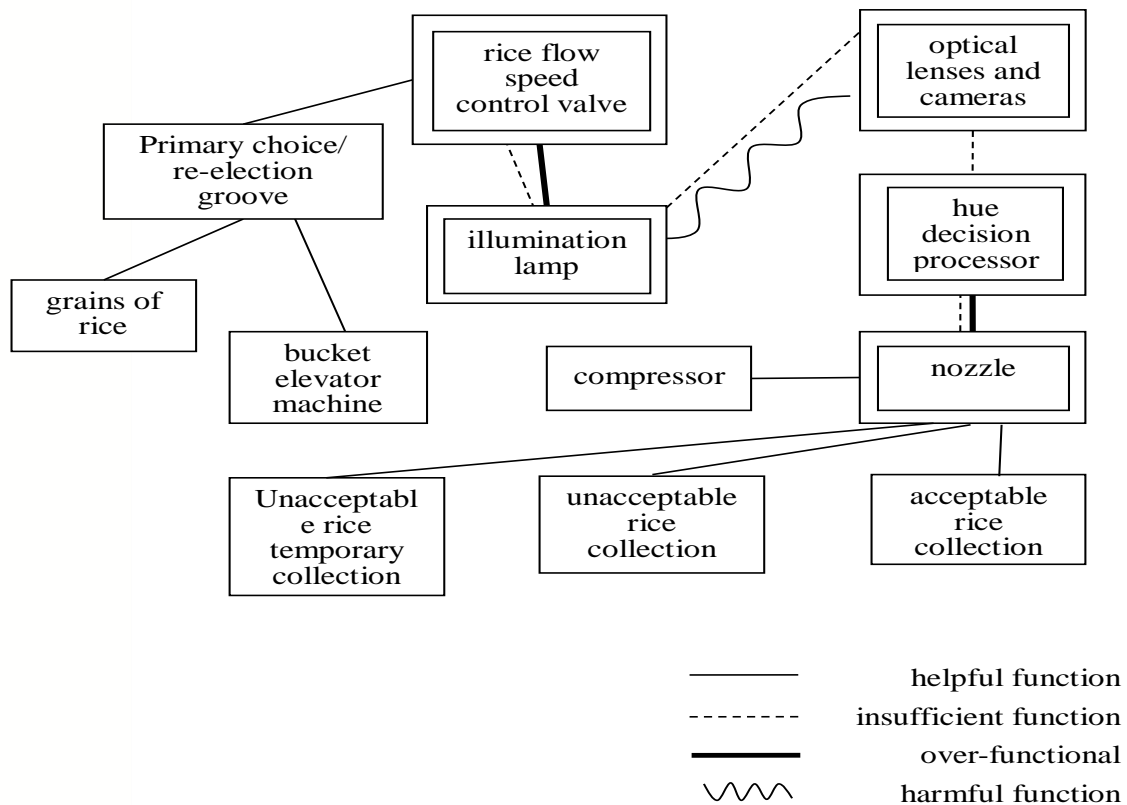 rice flow
speed
control valve
optical
lenses and
cameras
Primary choice/
re-election
groove
illumination
lamp
hue
decision
processor
grains of
rice
bucket
elevator
machine
compressor
nozzle
Unacceptabl
e rice
temporary
collection
unacceptable
rice
collection
acceptable
rice
collection
helpful function
insufficient function
over-functional
harmful function